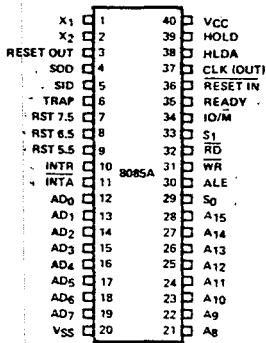 X₁ 1 40 VCC
X₂ 2 39 HOLD
RESET OUT 3 38 HLDA
SOD 4 37 CLK (OUT)
SID 5 36 RESET IN
TRAP 6 35 READY
RST 7.5 7 34 IO/M
RST 6.5 8 33 S₁
RST 5.5 9 32 RD
INTR 10 31 WR
8085A
INTA 11 30 ALE
AD₀ 12 29 S₀
AD₁ 13 28 A₁₅
AD₂ 14 27 A₁₄
AD₃ 15 26 A₁₃
AD₄ 16 25 A₁₂
AD₅ 17 24 A₁₁
AD₆ 18 23 A₁₀
AD₇ 19 22 A₉
VSS 20 21 A₈